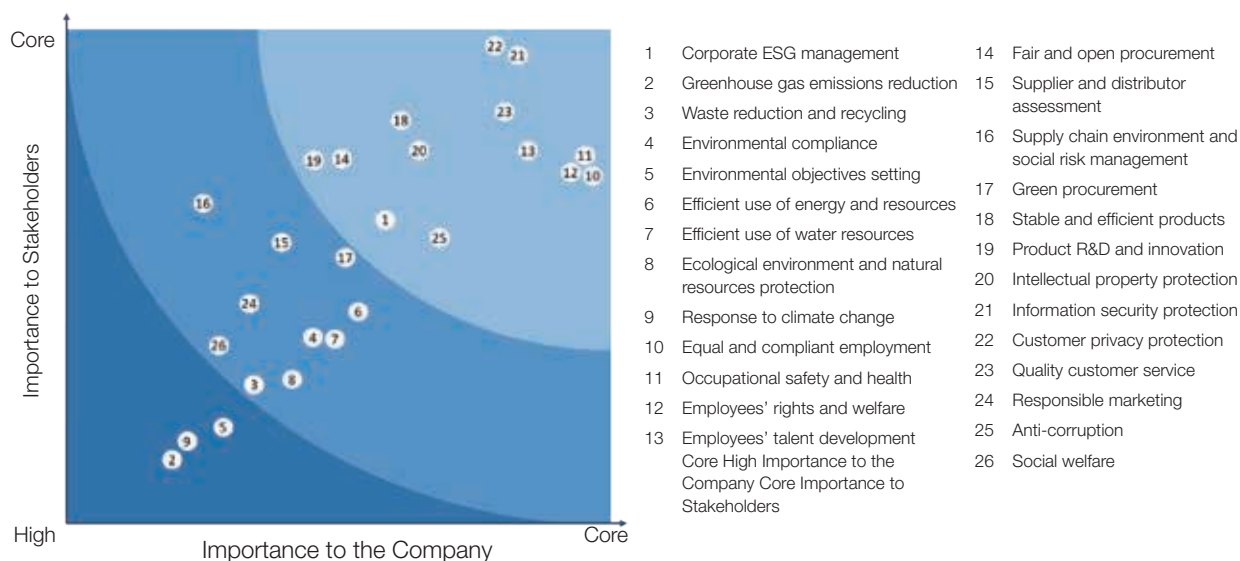 Core
Importance to Stakeholders
High
Importance to the Company
Core
22
21
23
18
20
13
11
19
14
12
10
16
1
25
15
17
24
6
4
7
26
3
8
5
9
2
1 Corporate ESG management
2 Greenhouse gas emissions reduction
3 Waste reduction and recycling
4 Environmental compliance
5 Environmental objectives setting
6 Efficient use of energy and resources
7 Efficient use of water resources
8 Ecological environment and natural
resources protection
9 Response to climate change
10 Equal and compliant employment
11 Occupational safety and health
12 Employees’ rights and welfare
13 Employees’ talent development
Core High Importance to the
Company Core Importance to
Stakeholders
14 Fair and open procurement
15 Supplier and distributor
assessment
16 Supply chain environment and
social risk management
17 Green procurement
18 Stable and efficient products
19 Product R&D and innovation
20 Intellectual property protection
21 Information security protection
22 Customer privacy protection
23 Quality customer service
24 Responsible marketing
25 Anti-corruption
26 Social welfare